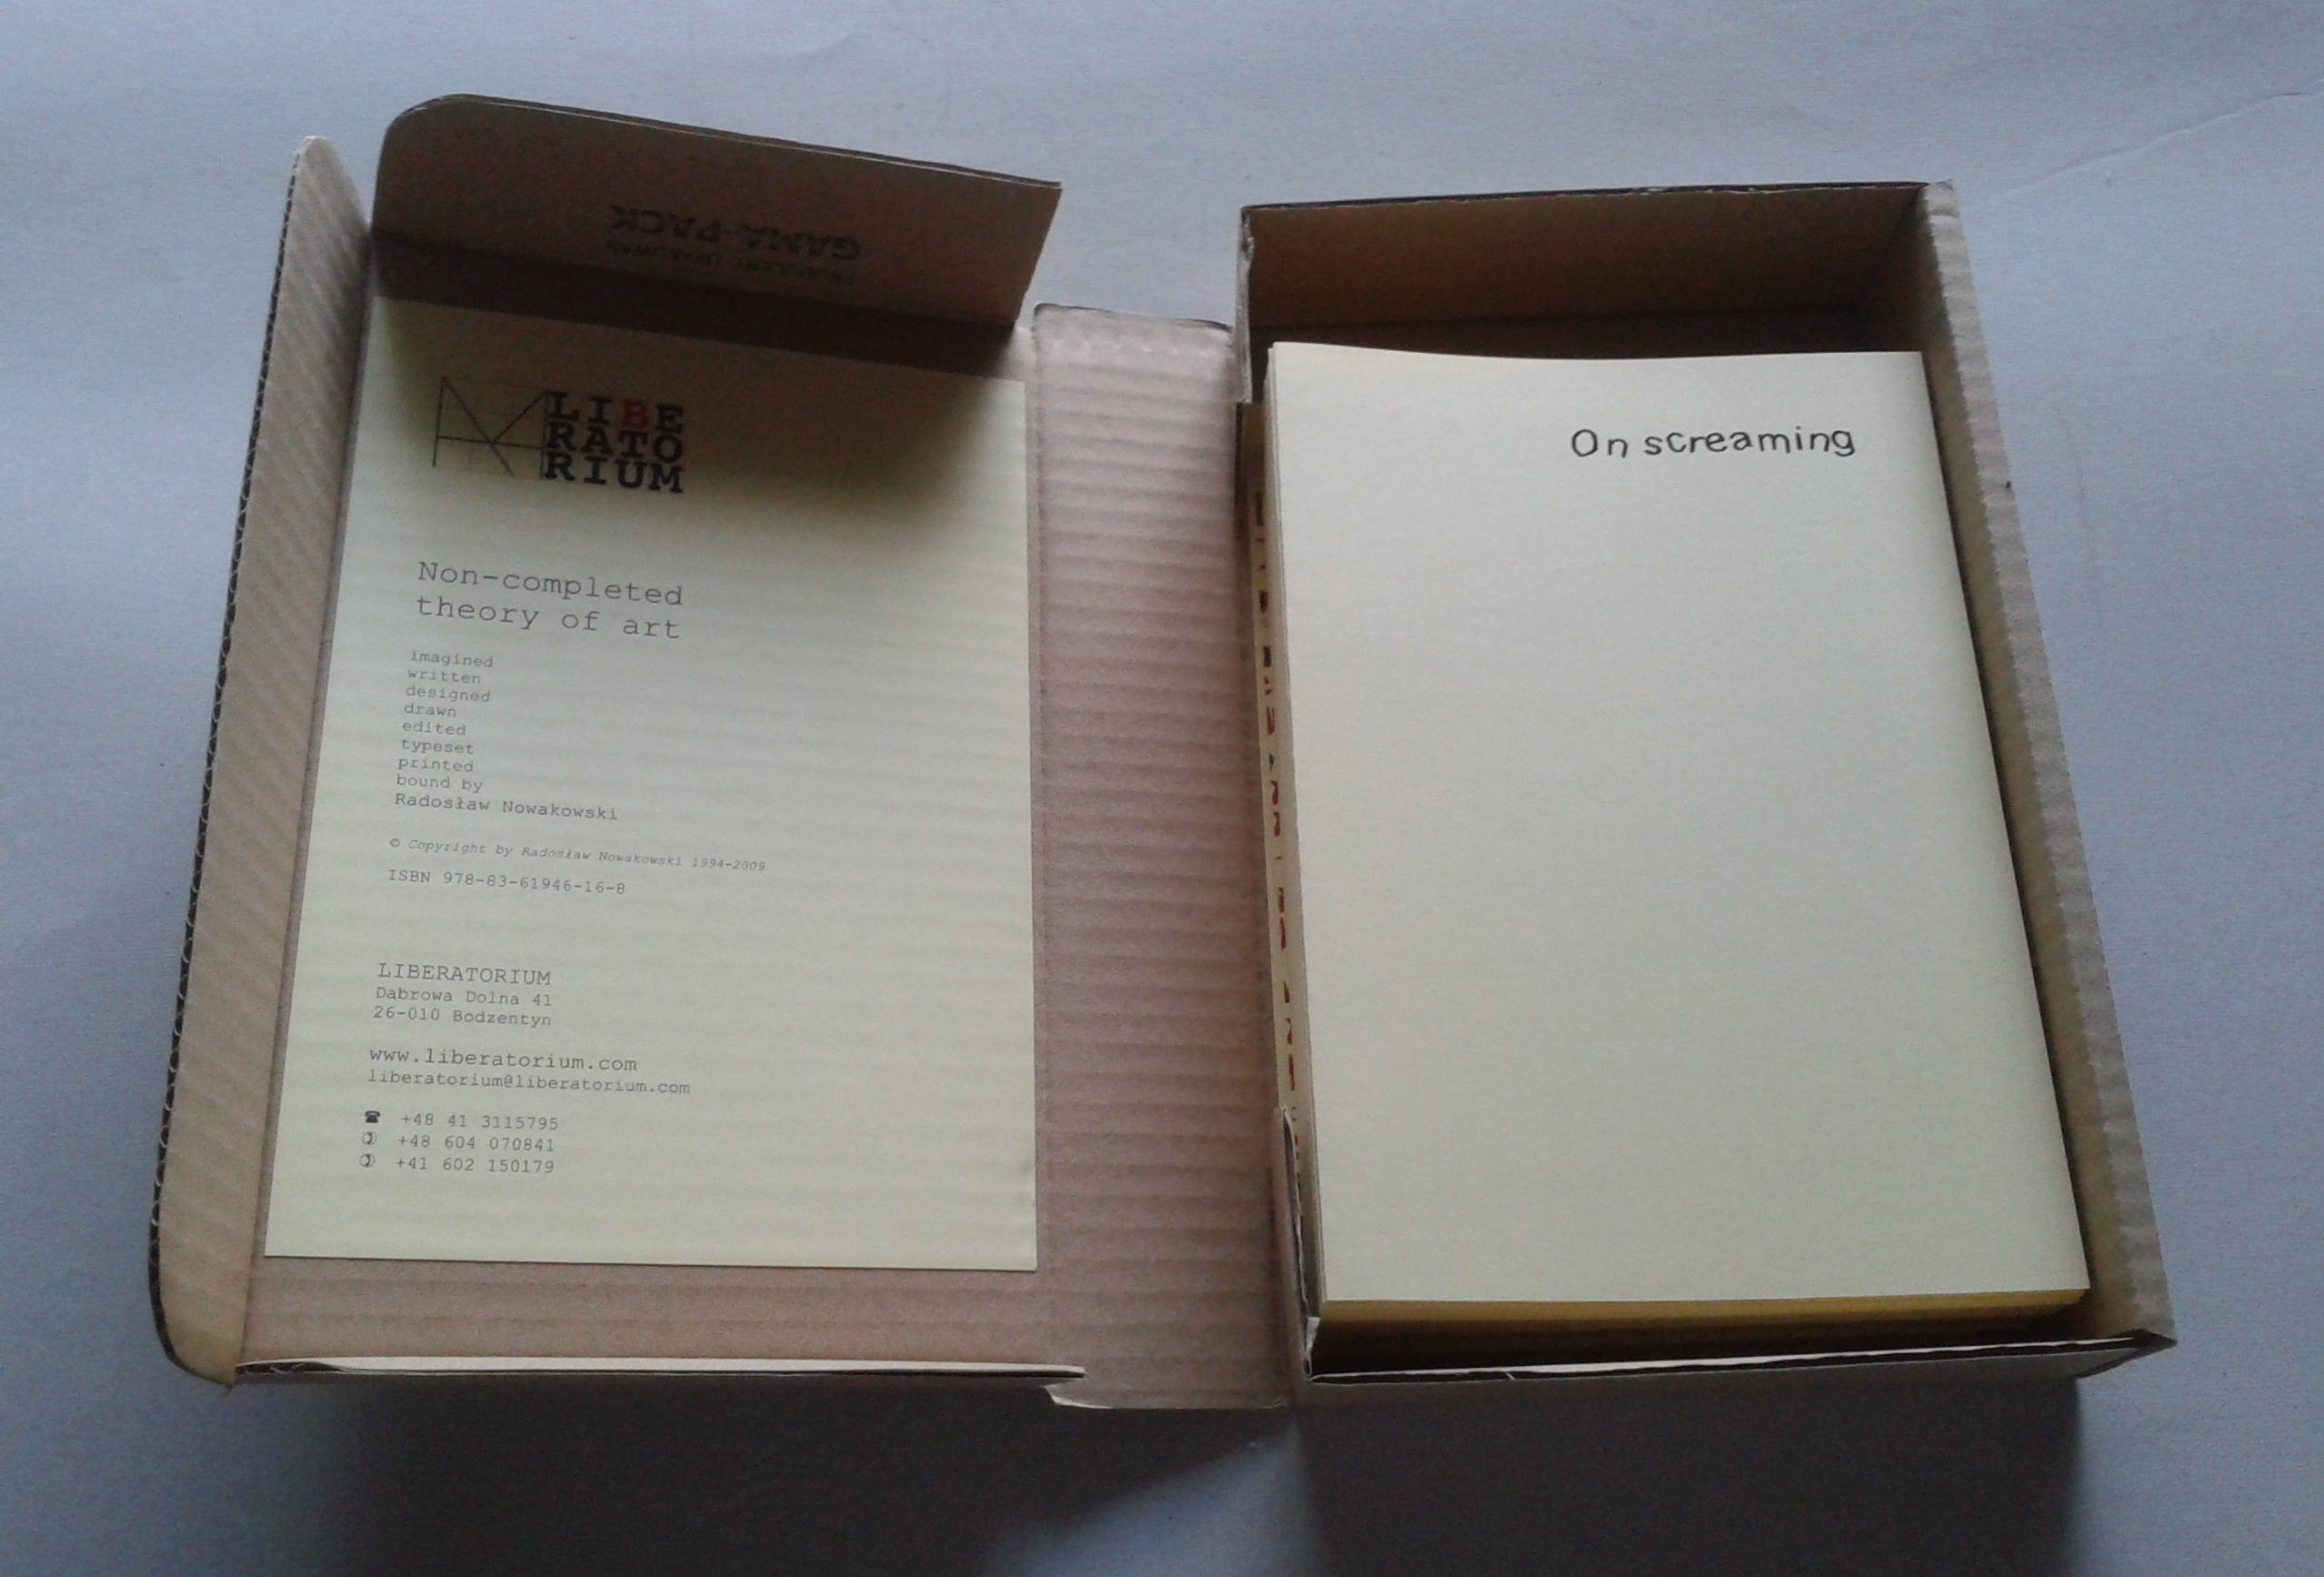 GAMA-PACK
LIBE
RATO
RIUM
Non-completed
theory of art
imagined
written
designed
drawn
edited
typeset
printed
bound by
Radosław Nowakowski
© Copyright by Radosław Nowakowski 1994-2009
ISBN 978-83-61946-16-8
LIBERATORIUM
Dąbrowa Dolna 41
26-010 Bodzentyn
www.liberatorium.com
liberatorium@liberatorium.com
+48 41 3115795
+48 604 070841
+41 602 150179
On screaming